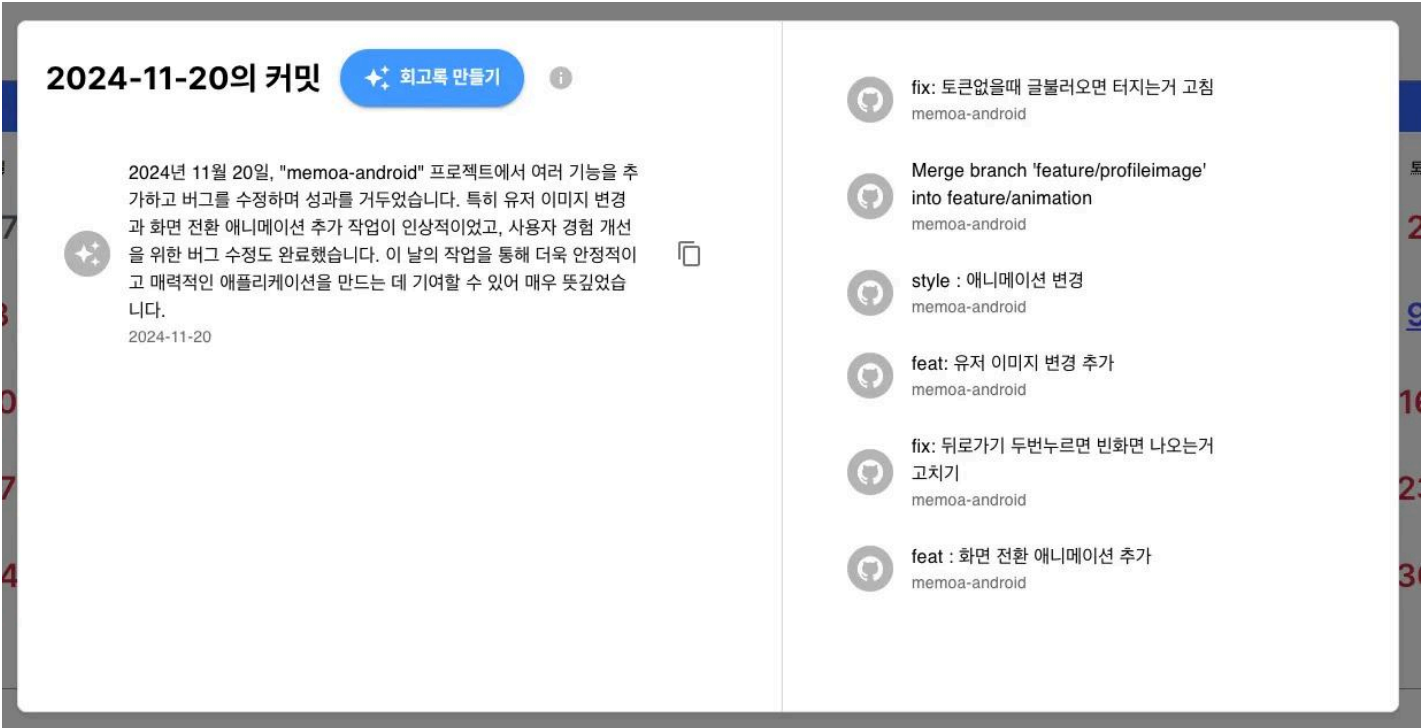 2024-11-20의 커밋
회고록 만들기
2024년 11월 20일, "memoa-android" 프로젝트에서 여러 기능을 추
가하고 버그를 수정하며 성과를 거두었습니다. 특히 유저 이미지 변경
과 화면 전환 애니메이션 추가 작업이 인상적이었고, 사용자 경험 개선
을 위한 버그 수정도 완료했습니다. 이 날의 작업을 통해 더욱 안정적이
고 매력적인 애플리케이션을 만드는 데 기여할 수 있어 매우 뜻깊었습
니다.
2024-11-20
fix: 토큰없을때 글불러오면 터지는거 고침
memoa-android
Merge branch 'feature/profileimage'
into feature/animation
memoa-android
style : 애니메이션 변경
memoa-android
feat: 유저 이미지 변경 추가
memoa-android
fix: 뒤로가기 두번누르면 빈화면 나오는거
고치기
memoa-android
feat : 화면 전환 애니메이션 추가
memoa-android